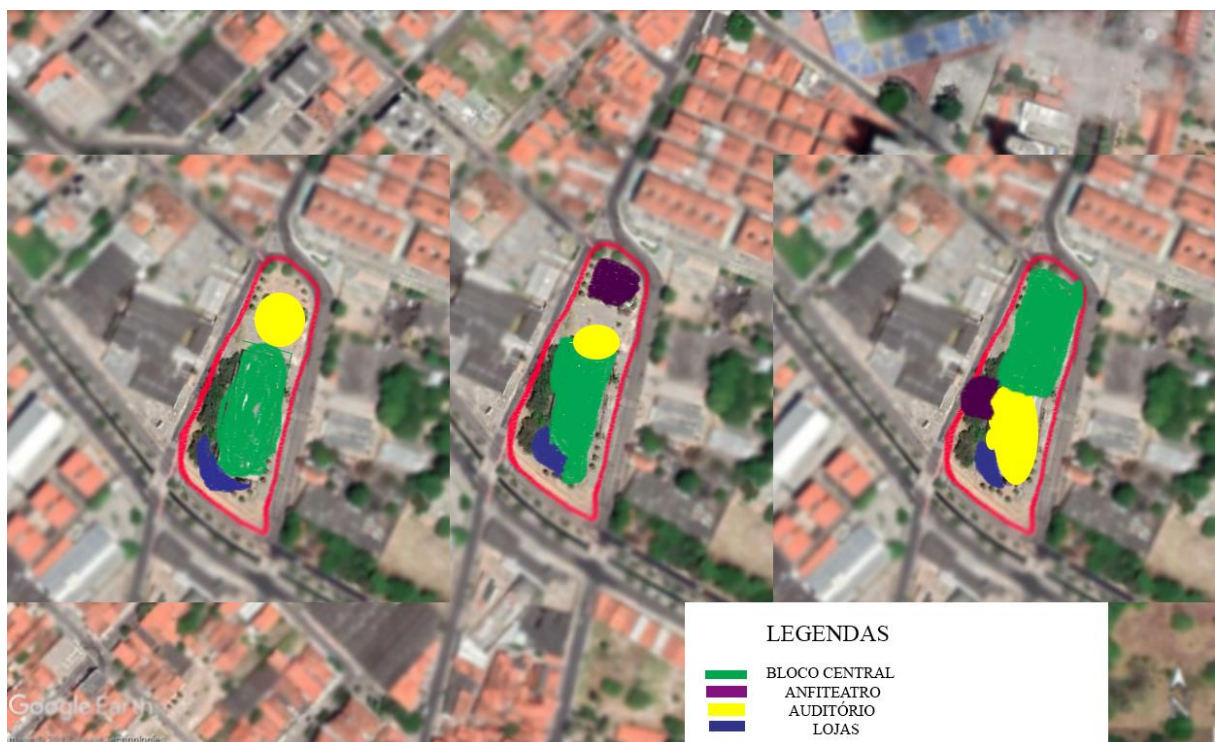 LEGENDAS
BLOCO CENTRAL
ANFITEATRO
AUDITÓRIO
LOJAS
Google Earth